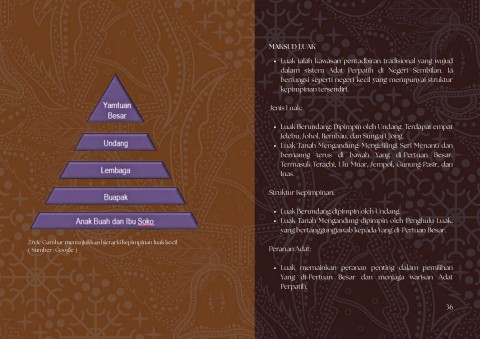 Yamtuan
Besar
Undang
Lembaga
Buapak
Anak Buah dan Ibu Soko
Gambar menunjukkan hierarki kepimpinan luak kecil
( Sumber : Google )
MAKSUD LUAK
• Luak ialah kawasan pentadbiran tradisional yang wujud
dalam sistem Adat Perpatih di Negeri Sembilan. Ia
berfungsi seperti negeri kecil yang mempunyai struktur
kepimpinan tersendiri.
Jenis Luak:
• Luak Berundang: Dipimpin oleh Undang. Terdapat empat
Jelebu, Johol, Rembau, dan Sungai Ujong.
• Luak Tanah Mengandung: Mengelilingi Seri Menanti dan
bernaung terus di bawah Yang di-Pertuan Besar.
Termasuk Terachi, Ulu Muar, Jempol, Gunung Pasir, dan
Inas.
Struktur Kepimpinan:
• Luak Berundang dipimpin oleh Undang.
• Luak Tanah Mengandung dipimpin oleh Penghulu Luak,
yang bertanggungjawab kepada Yang di-Pertuan Besar.
Peranan Adat:
• Luak memainkan peranan penting dalam pemilihan
Yang di-Pertuan Besar dan menjaga warisan Adat
Perpatih.
36